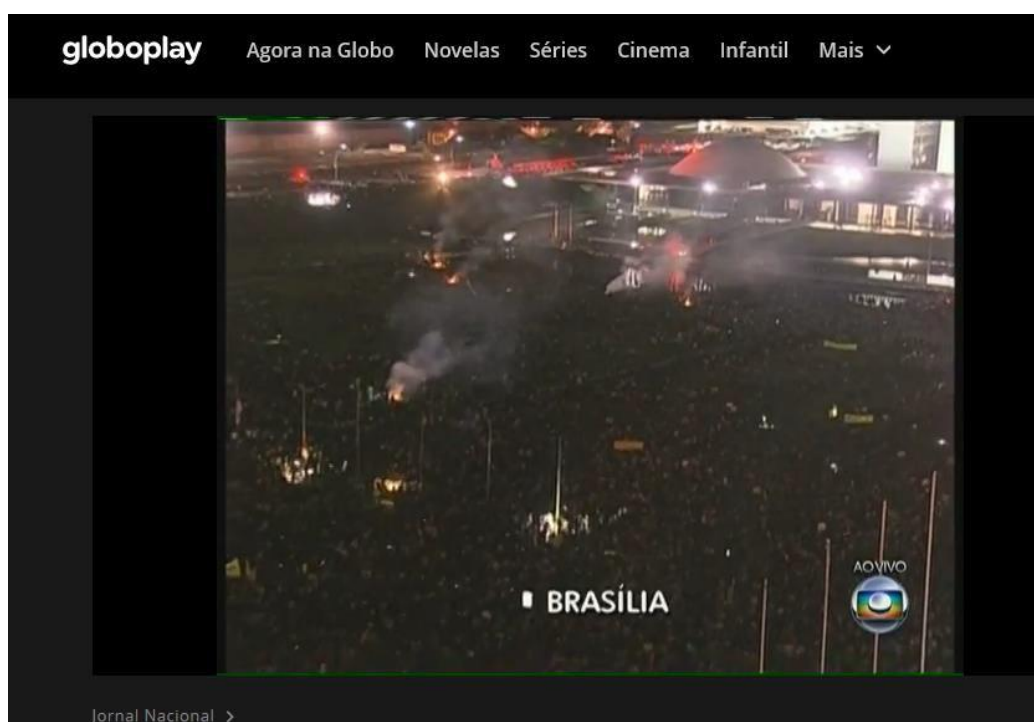 globoplay Agora na Globo Novelas Séries Cinema Infantil Mais
AO VIVO
BRASÍLIA
Jornal Nacional >